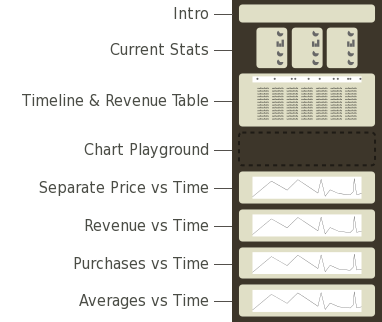 Intro
Current Stats
Timeline & Revenue Table
Chart Playground
Separate Price vs Time
Revenue vs Time
Purchases vs Time
Averages vs Time